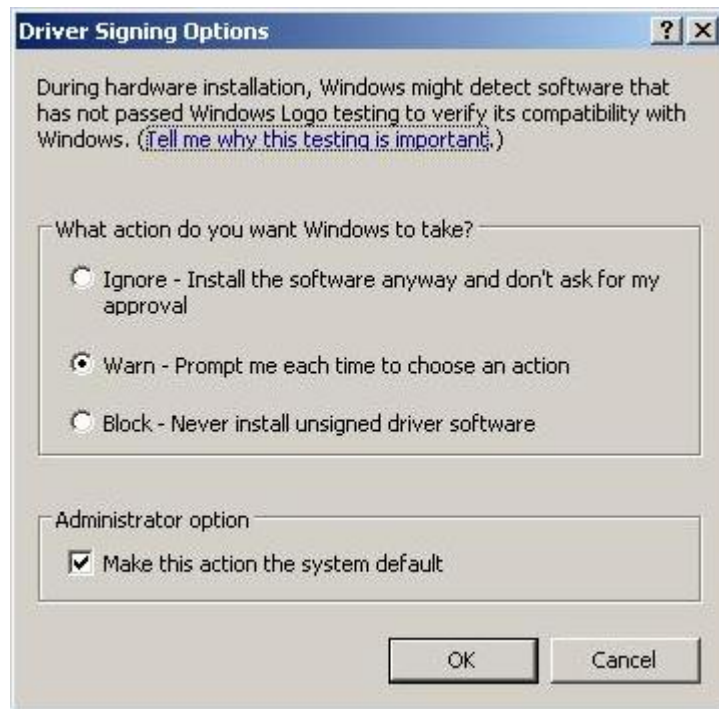 Driver Signing Options
During hardware installation, Windows might detect software that
has not passed Windows Logo testing to verify its compatibility with
Windows. (Tell me why this testing is important.)
What action do you want Windows to take?
Ignore - Install the software anyway and don't ask for my
approval
Warn - Prompt me each time to choose an action
Block - Never install unsigned driver software
Administrator option
Make this action the system default
OK Cancel